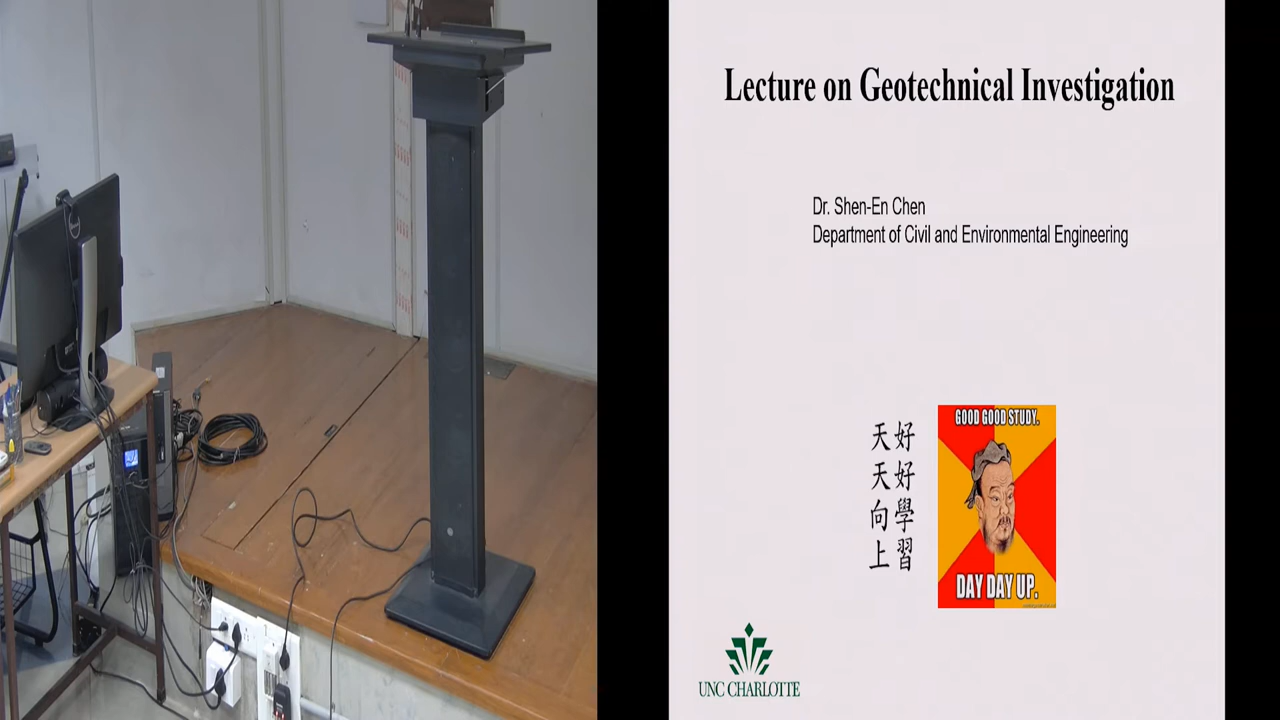 Lecture on Geotechnical Investigation
Dr. Shen-En Chen
Department of Civil and Environmental Engineering
好好學習
天天向上
GOOD GOOD STUDY.
DAY DAY UP.
UNC CHARLOTTE